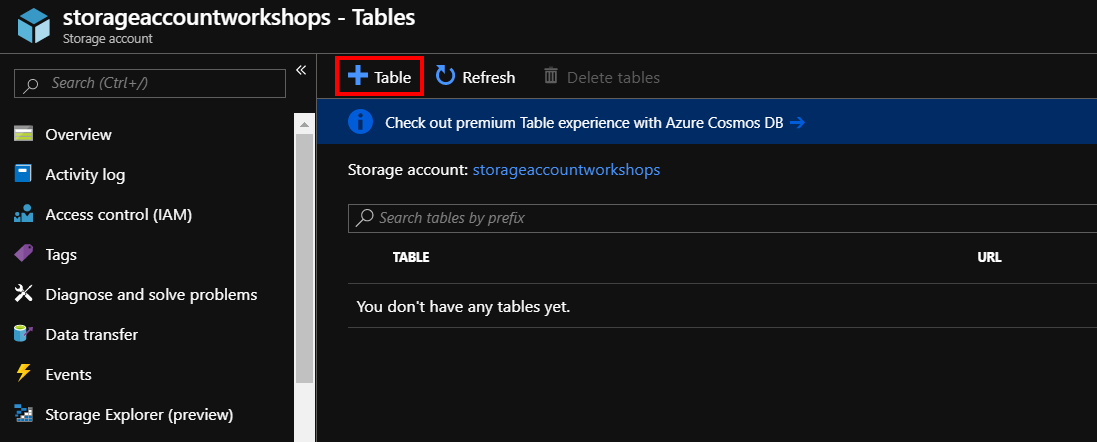 storageaccountworkshops - Tables
Storage account
Search (Ctrl+/)
«
Overview
Activity log
Access control (IAM)
Tags
Diagnose and solve problems
Data transfer
Events
Storage Explorer (preview)
+ Table Refresh Delete tables
Check out premium Table experience with Azure Cosmos DB →
Storage account: storageaccountworkshops
Search tables by prefix
TABLE URL
You don't have any tables yet.